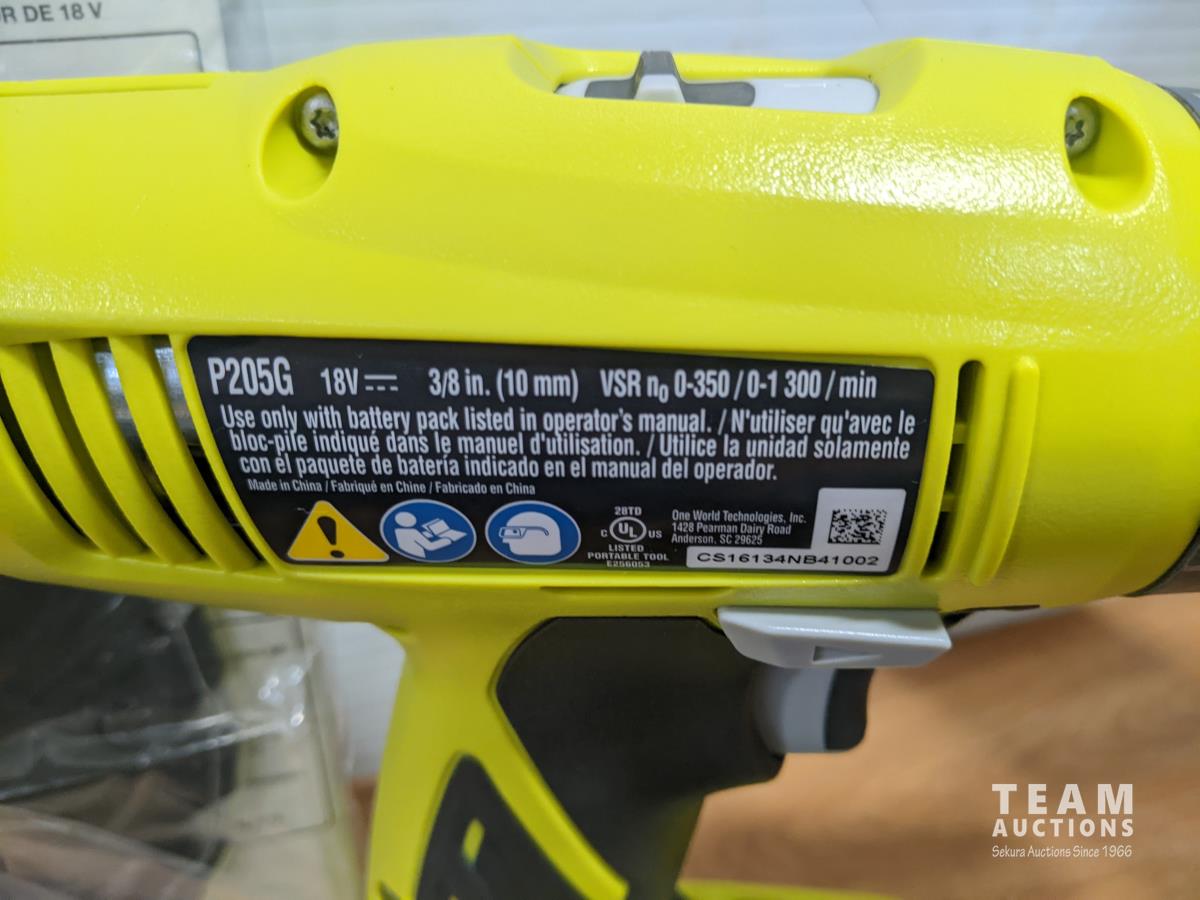 R DE 18 V
P205G 18V 3/8 in. (10 mm) VSR n₀ 0-350 / 0-1 300 / min
Use only with battery pack listed in operator's manual. / N'utiliser qu'avec le
bloc-pile indiqué dans le manuel d'utilisation. / Utilice la unidad solamente
con el paquete de batería indicado en el manual del operador.
Made in China / Fabriqué en Chine / Fabricado en China
28TD
C UL US
LISTED
PORTABLE TOOL
E256053
One World Technologies, Inc.
1428 Pearman Dairy Road
Anderson, SC 29625
CS16134NB41002
TEAM
AUCTIONS
Sekura Auctions Since 1966